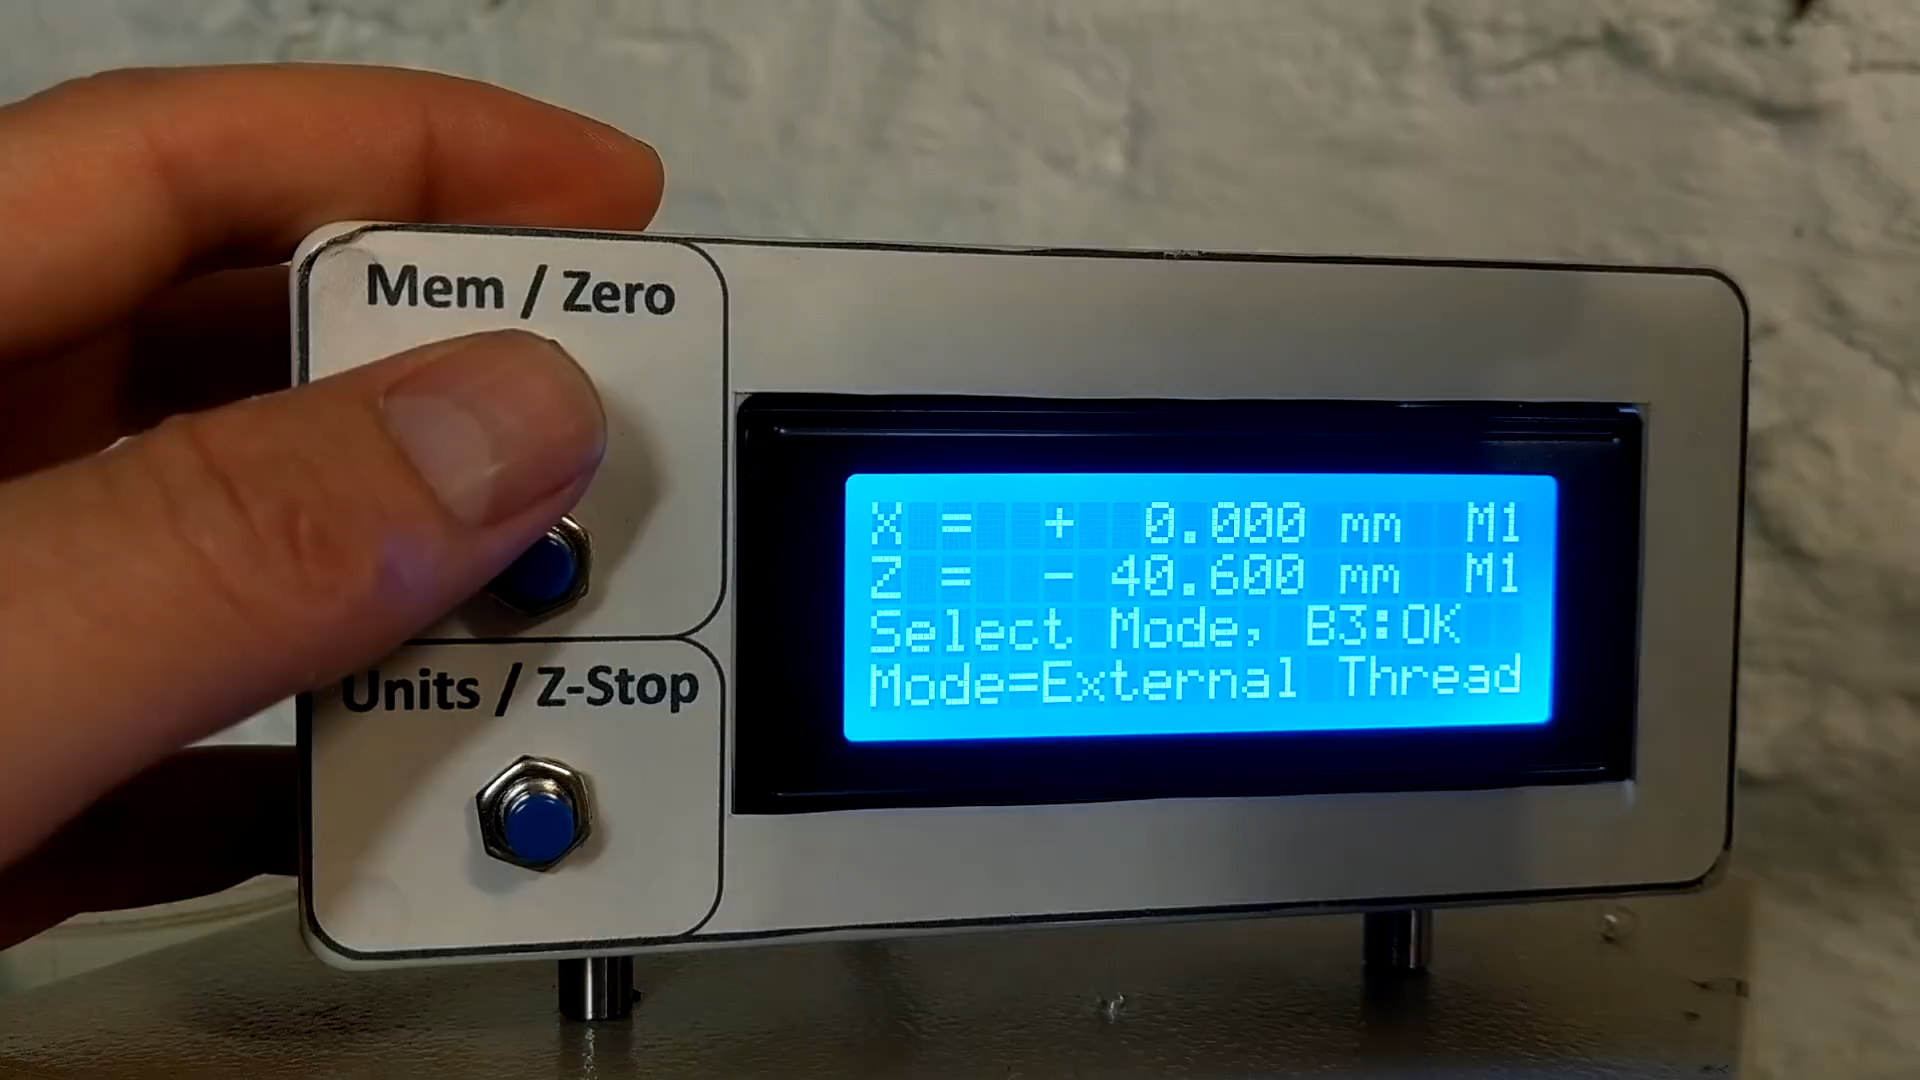 Mem / Zero
Units / Z-Stop
X = + 0.000 mm M1
Z = - 40.600 mm M1
Select Mode, B3:OK
Mode=External Thread